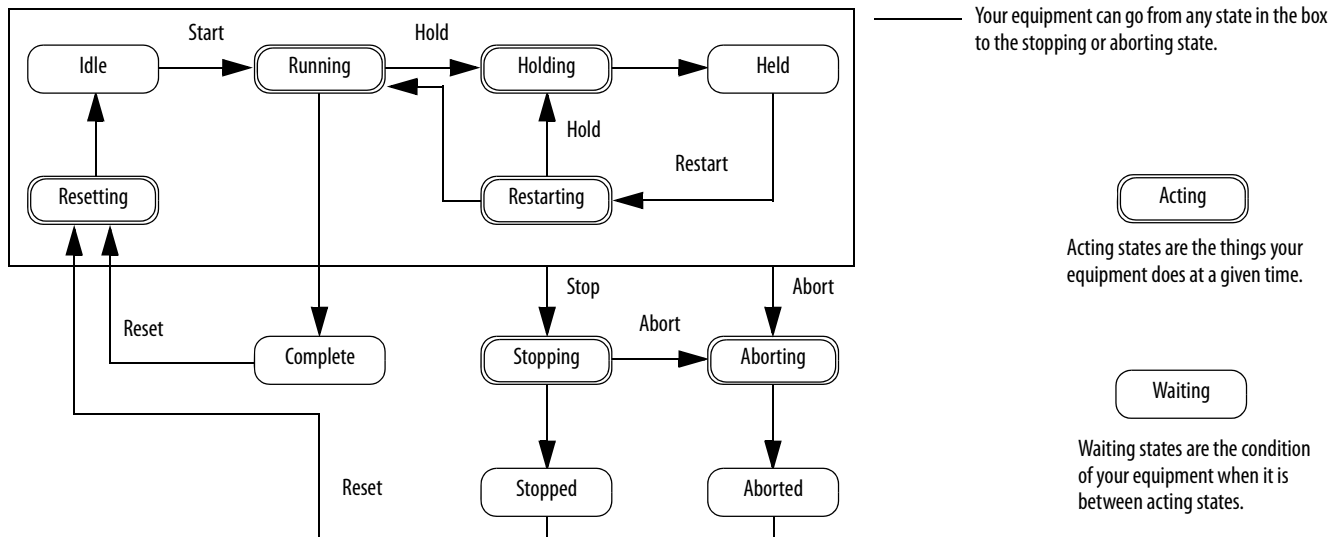 Your equipment can go from any state in the box
to the stopping or aborting state.
Start
Hold
Idle
Running
Holding
Held
Hold
Restart
Resetting
Restarting
Acting
Acting states are the things your
equipment does at a given time.
Stop
Abort
Reset
Abort
Complete
Stopping
Aborting
Waiting
Waiting states are the condition
of your equipment when it is
between acting states.
Reset
Stopped
Aborted